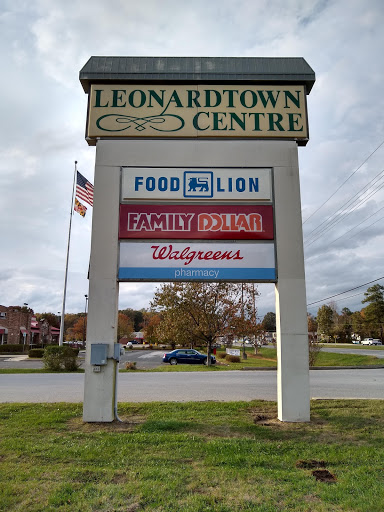 LEONARDTOWN
CENTRE
FOOD LION
FAMILY DOLLAR
Walgreens
pharmacy